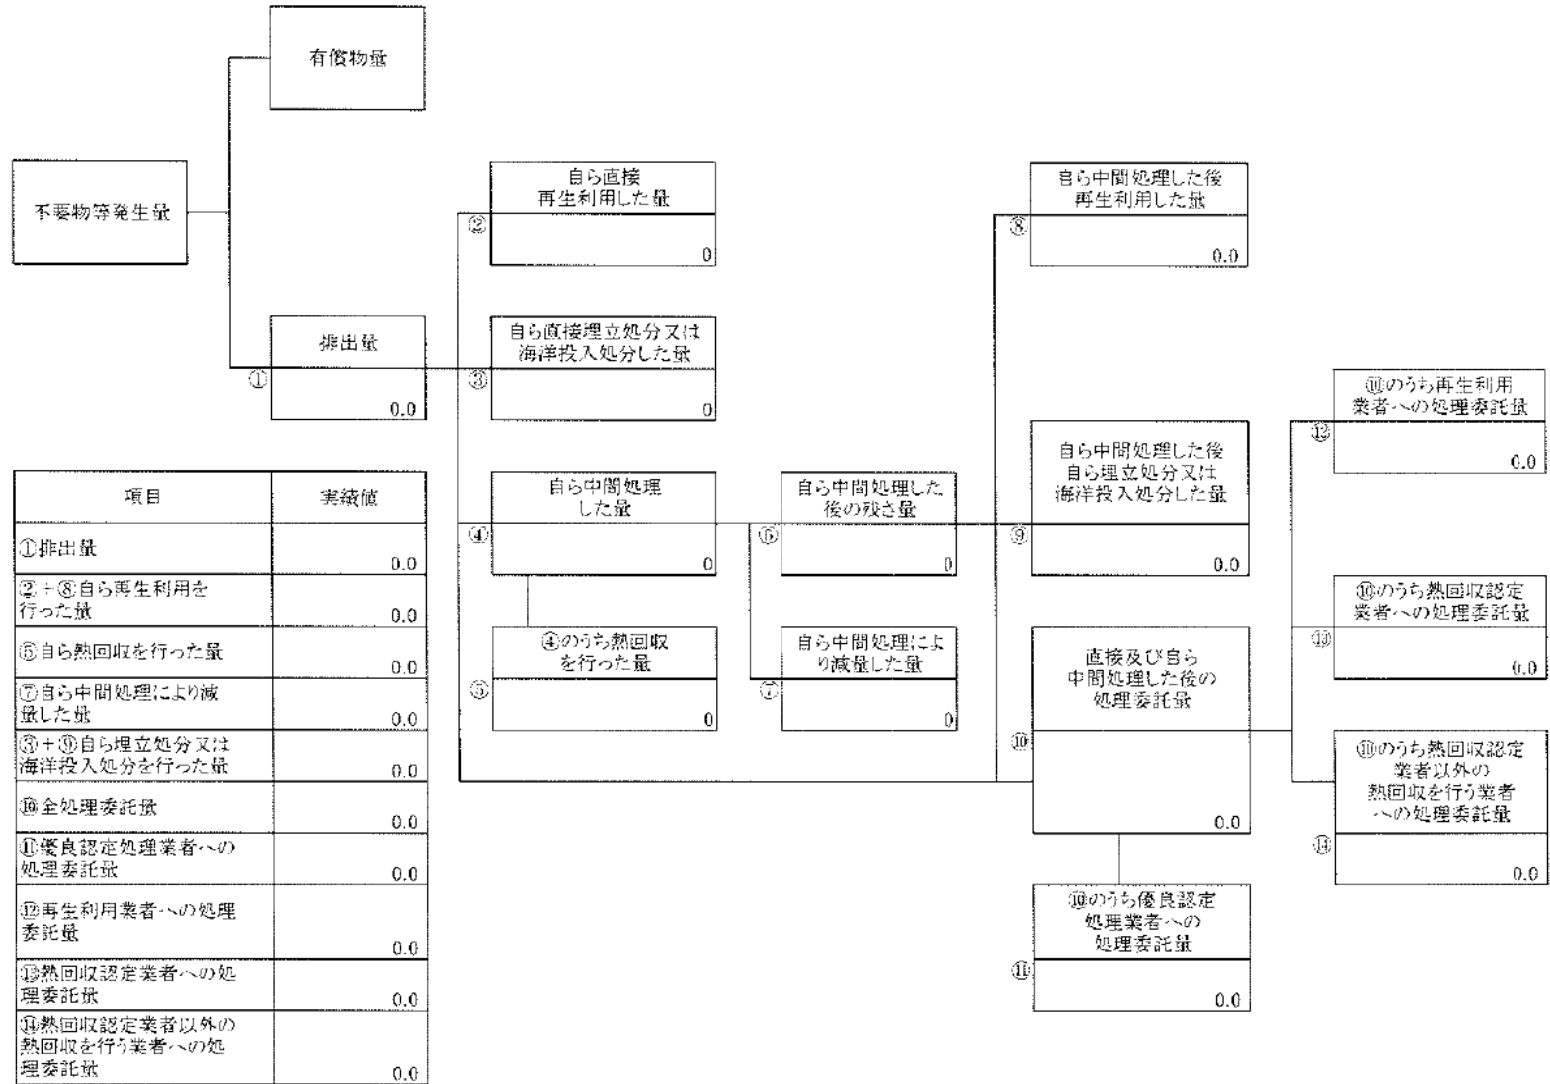 有償物量
不要物等発生量
排出量
①
0.0
自ら直接
再生利用した量
②
0
自ら直接埋立処分又は
海洋投入処分した量
③
0
自ら中間処理
した量
④
0
④のうち熱回収
を行った量
⑤
0
自ら中間処理した
後の残さ量
⑥
0
自ら中間処理によ
り減量した量
⑦
0
自ら中間処理した後
再生利用した量
⑧
0.0
自ら中間処理した後
自ら埋立処分又は
海洋投入処分した量
⑨
0.0
直接及び自ら
中間処理した後の
処理委託量
⑩
0.0
⑩のうち優良認定
処理業者への
処理委託量
⑪
0.0
⑩のうち再生利用
業者への処理委託量
⑫
0.0
⑩のうち熱回収認定
業者への処理委託量
⑬
0.0
⑩のうち熱回収認定
業者以外の
熱回収を行う業者
への処理委託量
⑭
0.0
項目 実績値
①排出量
0.0
②+⑧自ら再生利用を
行った量 0.0
⑤自ら熱回収を行った量
0.0
⑦自ら中間処理により減
量した量 0.0
③+⑨自ら埋立処分又は
海洋投入処分を行った量 0.0
⑩全処理委託量
0.0
⑪優良認定処理業者への
処理委託量 0.0
⑫再生利用業者への処理
委託量
0.0
⑬熱回収認定業者への処
理委託量 0.0
⑭熱回収認定業者以外の
熱回収を行う業者への処
理委託量 0.0